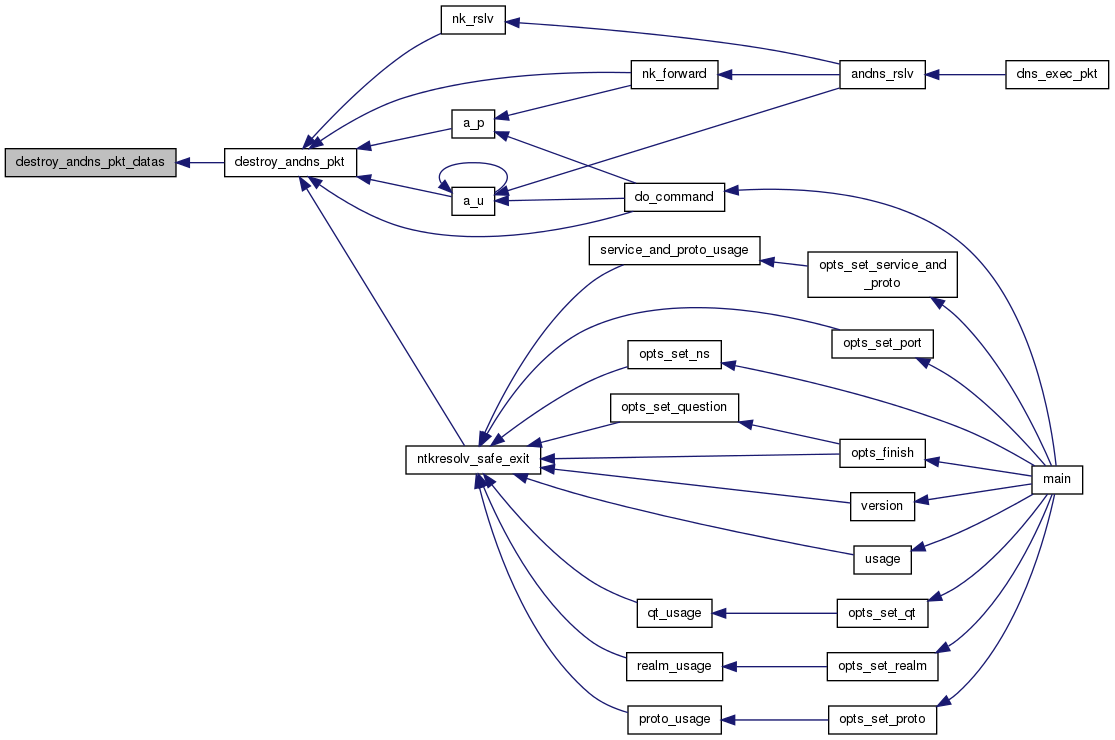 nk_rslv
nk_forward
andns_rslv
dns_exec_pkt
a_p
destroy_andns_pkt_datas
destroy_andns_pkt
a_u
do_command
service_and_proto_usage
opts_set_service_and
_proto
opts_set_port
opts_set_ns
opts_set_question
opts_finish
ntkresolv_safe_exit
main
version
usage
qt_usage
opts_set_qt
realm_usage
opts_set_realm
proto_usage
opts_set_proto